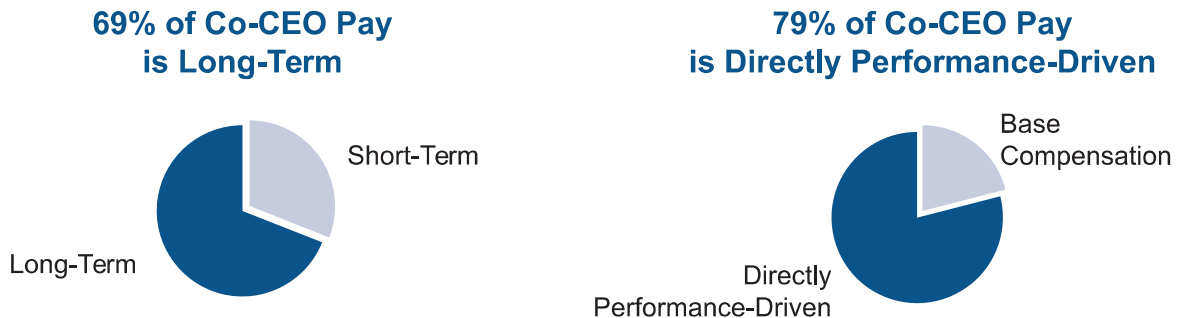 69% of Co-CEO Pay
is Long-Term
Short-Term
Long-Term
79% of Co-CEO Pay
is Directly Performance-Driven
Base
Compensation
Directly
Performance-Driven